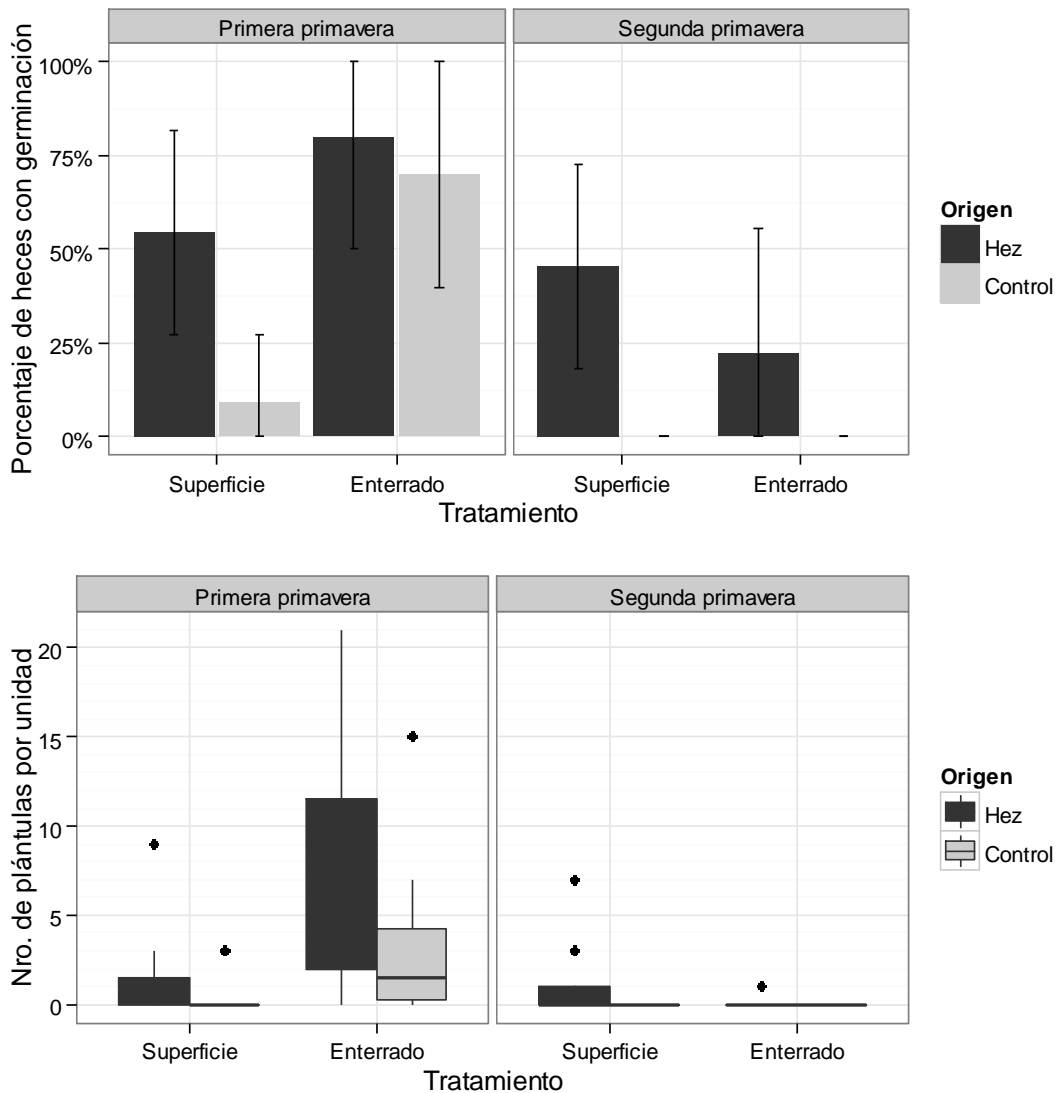 Primera primavera
Segunda primavera
Porcentaje de heces con germinación
100%
75%
50%
25%
0%
Superficie
Enterrado
Superficie
Enterrado
Tratamiento
Origen
Hez
Control
Primera primavera
Segunda primavera
Nro. de plántulas por unidad
20
15
10
5
0
Superficie
Enterrado
Superficie
Enterrado
Tratamiento
Origen
Hez
Control